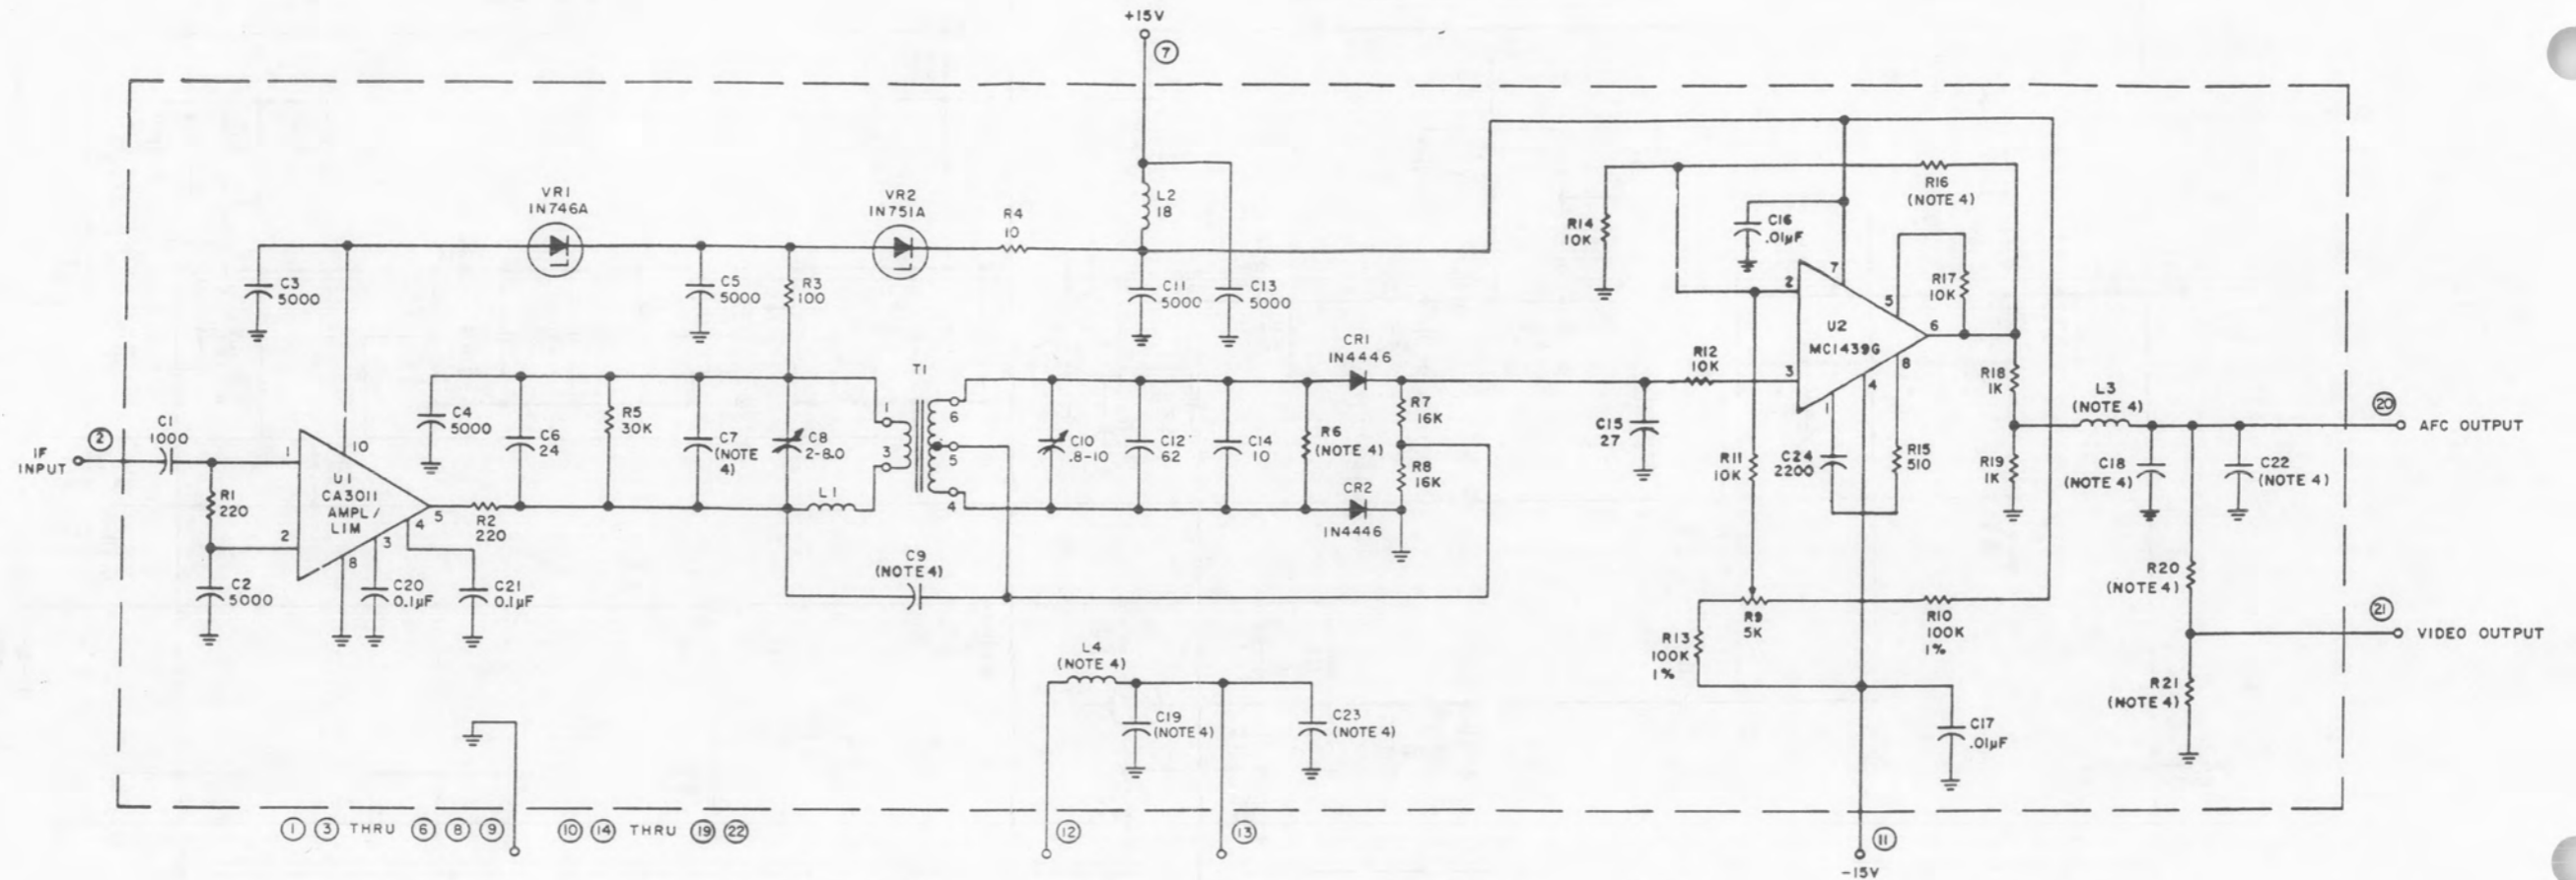 +15V
7
VR1
1N746A
VR2
1N751A
R4
10
L2
18
R16
(NOTE 4)
R14
10K
C16
.01µF
C3
5000
C5
5000
R3
100
C11
5000
C13
5000
7
2
5
R17
10K
U2
MC1439G
6
CR1
1N4446
R12
10K
3
8
4
1
R18
1K
T1
1
3
6
5
4
C4
5000
C6
24
R5
30K
C7
(NOTE
4)
C8
2-8.0
L1
C10
.8-10
C12
62
C14
10
R6
(NOTE 4)
R7
16K
R8
16K
CR2
1N4446
C15
27
R11
10K
C24
2200
R15
510
R19
1K
L3
(NOTE 4)
C18
(NOTE 4)
C22
(NOTE 4)
20
AFC OUTPUT
IF
INPUT
2
C1
1000
1
10
U1
CA3011
AMPL/
LIM
5
4
3
2
8
R1
220
R2
220
C2
5000
C20
0.1µF
C21
0.1µF
C9
(NOTE 4)
R20
(NOTE 4)
R9
5K
R10
100K
1%
R13
100K
1%
21
VIDEO OUTPUT
R21
(NOTE 4)
L4
(NOTE 4)
C19
(NOTE 4)
C23
(NOTE 4)
C17
.01µF
1 3 THRU 6 8 9 10 14 THRU 19 22
12
13
11
-15V